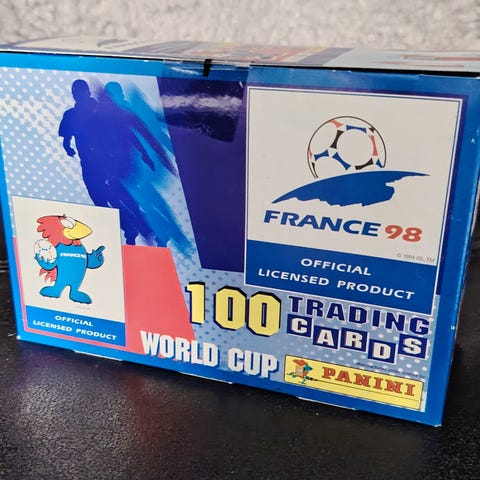 FRANCE 98
© 1994 ISL TM
OFFICIAL
LICENSED PRODUCT
FRANCE 98
OFFICIAL
LICENSED PRODUCT
100 TRADING
CARDS
WORLD CUP
PANINI